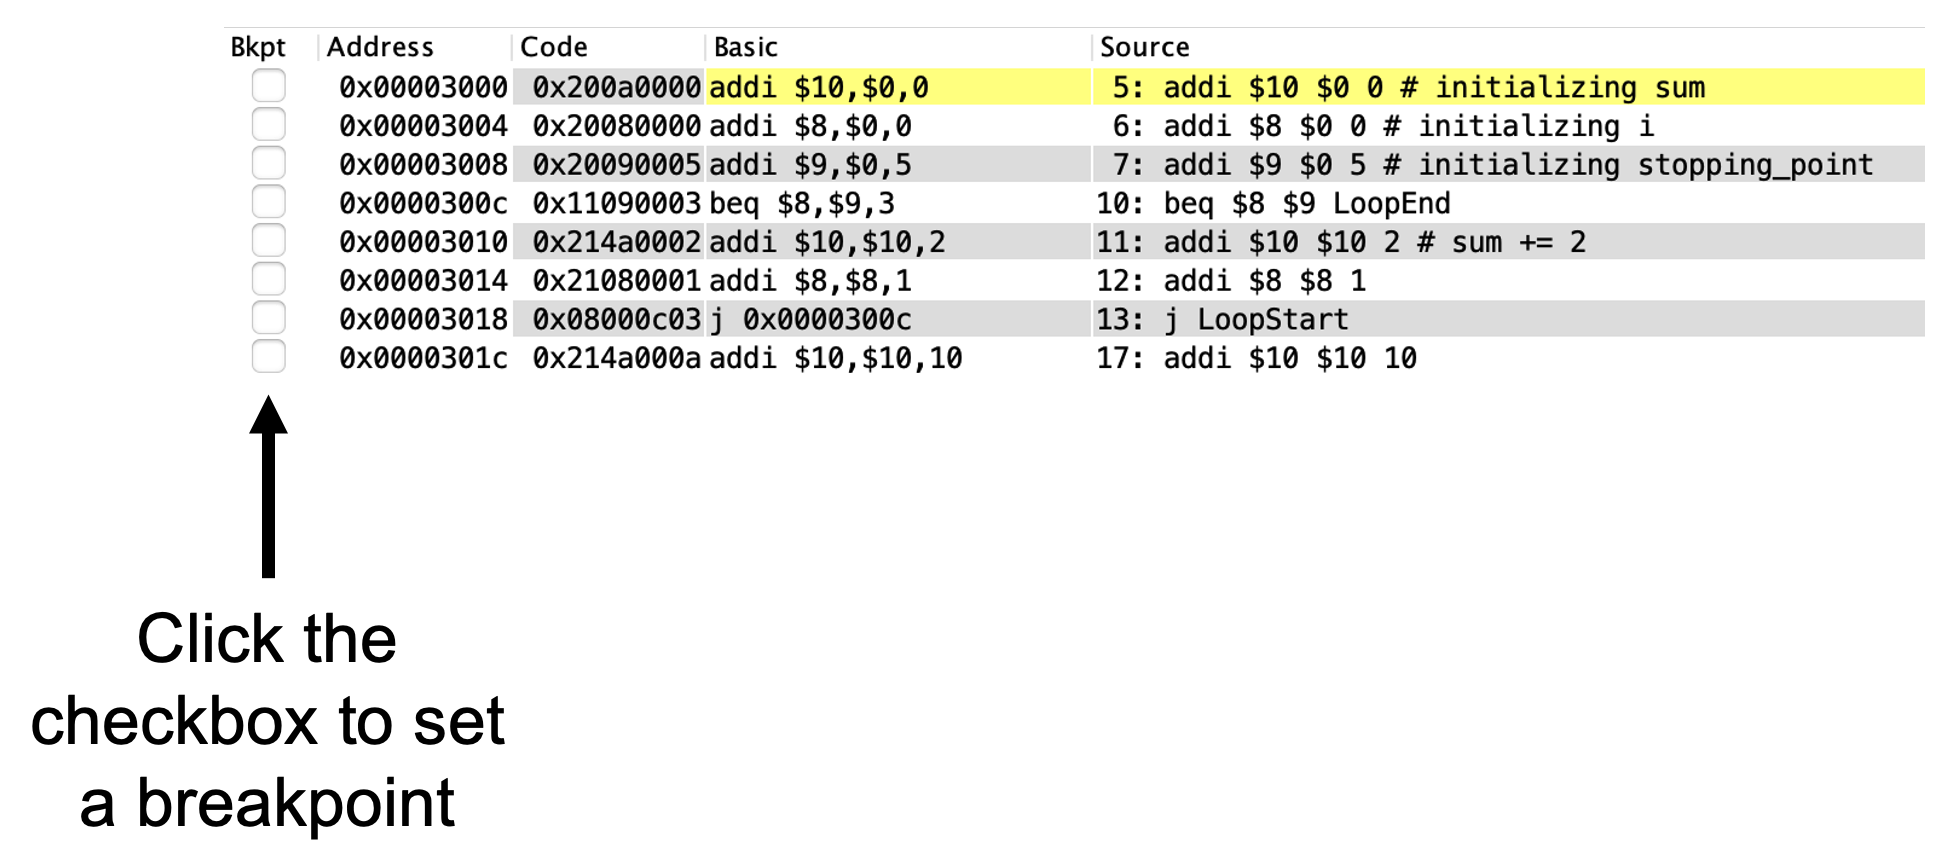 Bkpt Address Code Basic Source
0x00003000 0x200a0000 addi $10,$0,0 5: addi $10 $0 0 # initializing sum
0x00003004 0x20080000 addi $8,$0,0 6: addi $8 $0 0 # initializing i
0x00003008 0x20090005 addi $9,$0,5 7: addi $9 $0 5 # initializing stopping_point
0x0000300c 0x11090003 beq $8,$9,3 10: beq $8 $9 LoopEnd
0x00003010 0x214a0002 addi $10,$10,2 11: addi $10 $10 2 # sum += 2
0x00003014 0x21080001 addi $8,$8,1 12: addi $8 $8 1
0x00003018 0x08000c03 j 0x0000300c 13: j LoopStart
0x0000301c 0x214a000a addi $10,$10,10 17: addi $10 $10 10
Click the
checkbox to set
a breakpoint